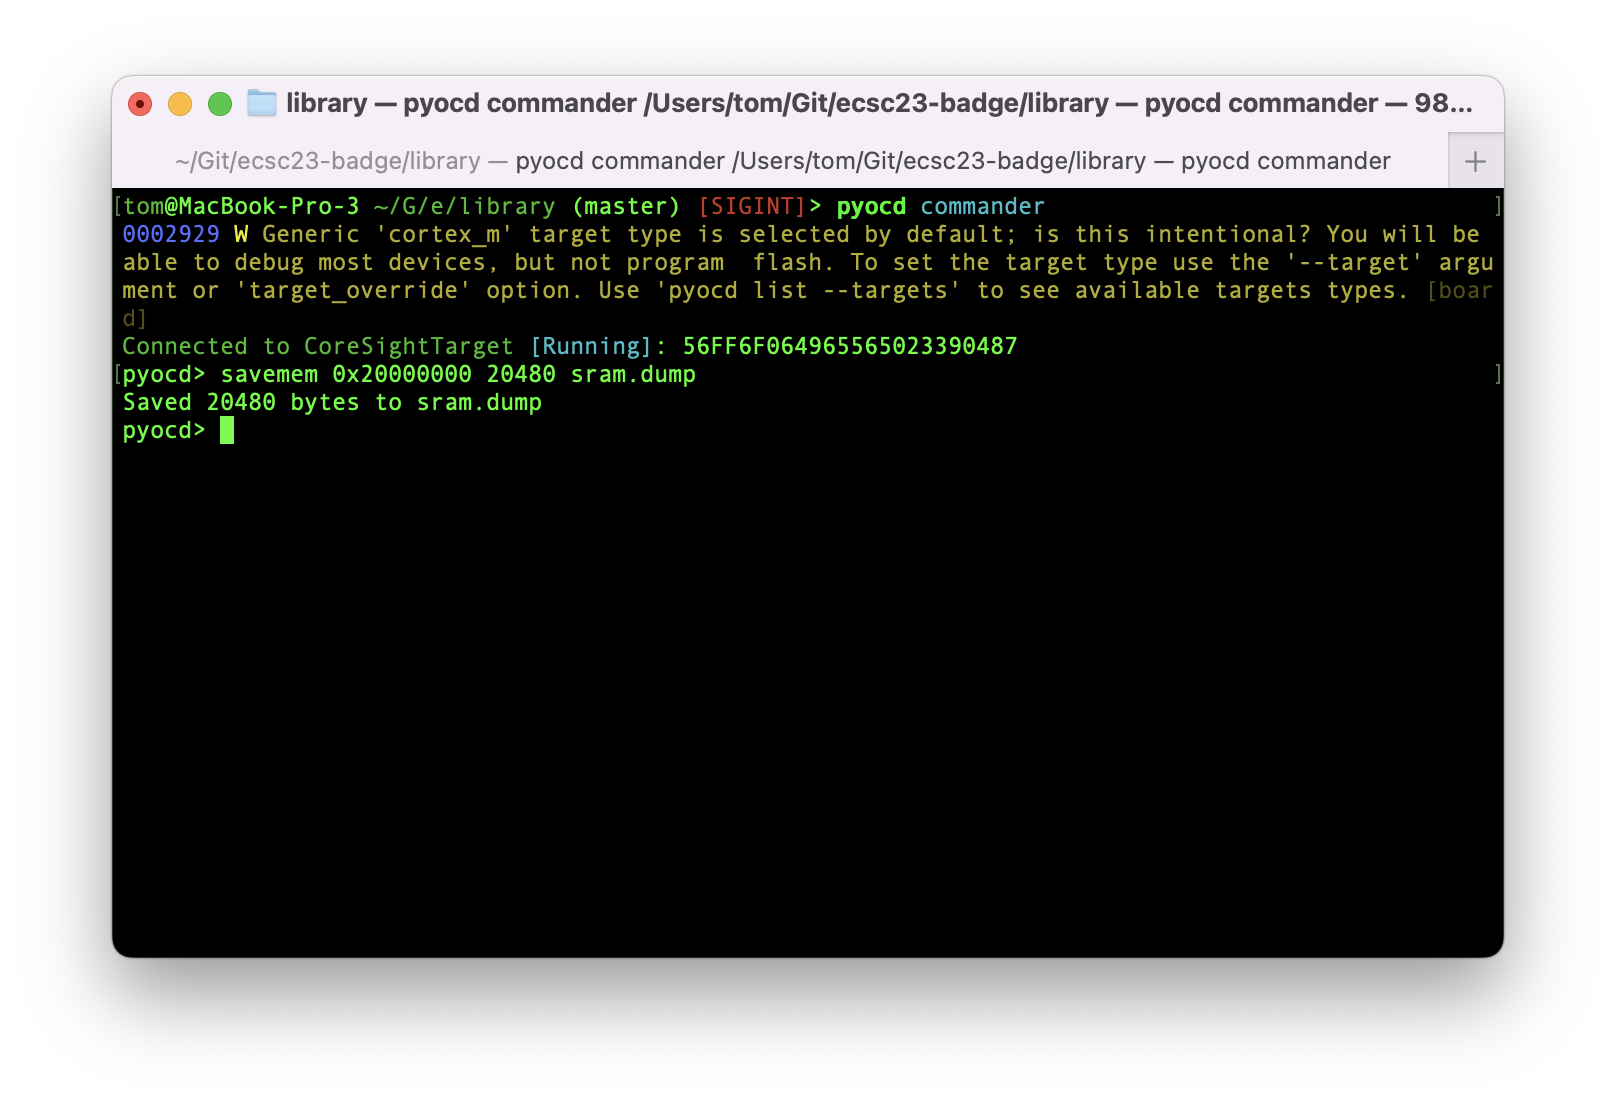 library — pyocd commander /Users/tom/Git/ecsc23-badge/library — pyocd commander — 98...
~/Git/ecsc23-badge/library — pyocd commander /Users/tom/Git/ecsc23-badge/library — pyocd commander
[tom@MacBook-Pro-3 ~/G/e/library (master) [SIGINT]> pyocd commander ]
0002929 W Generic 'cortex_m' target type is selected by default; is this intentional? You will be
able to debug most devices, but not program  flash. To set the target type use the '--target' argu
ment or 'target_override' option. Use 'pyocd list --targets' to see available targets types. [boar
d]
Connected to CoreSightTarget [Running]: 56FF6F064965565023390487
[pyocd> savemem 0x20000000 20480 sram.dump ]
Saved 20480 bytes to sram.dump
pyocd>